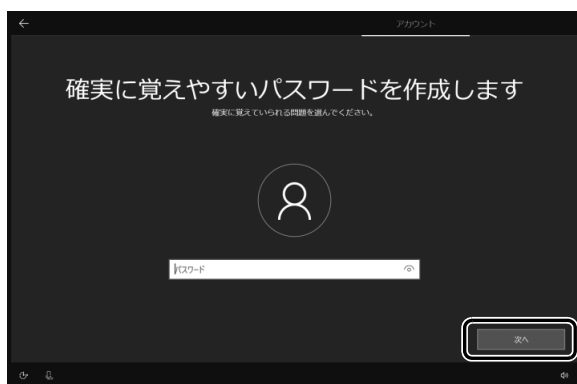 アカウント
確実に覚えやすいパスワードを作成します
確実に覚えていられる問題を選んでください。
パスワード
次へ